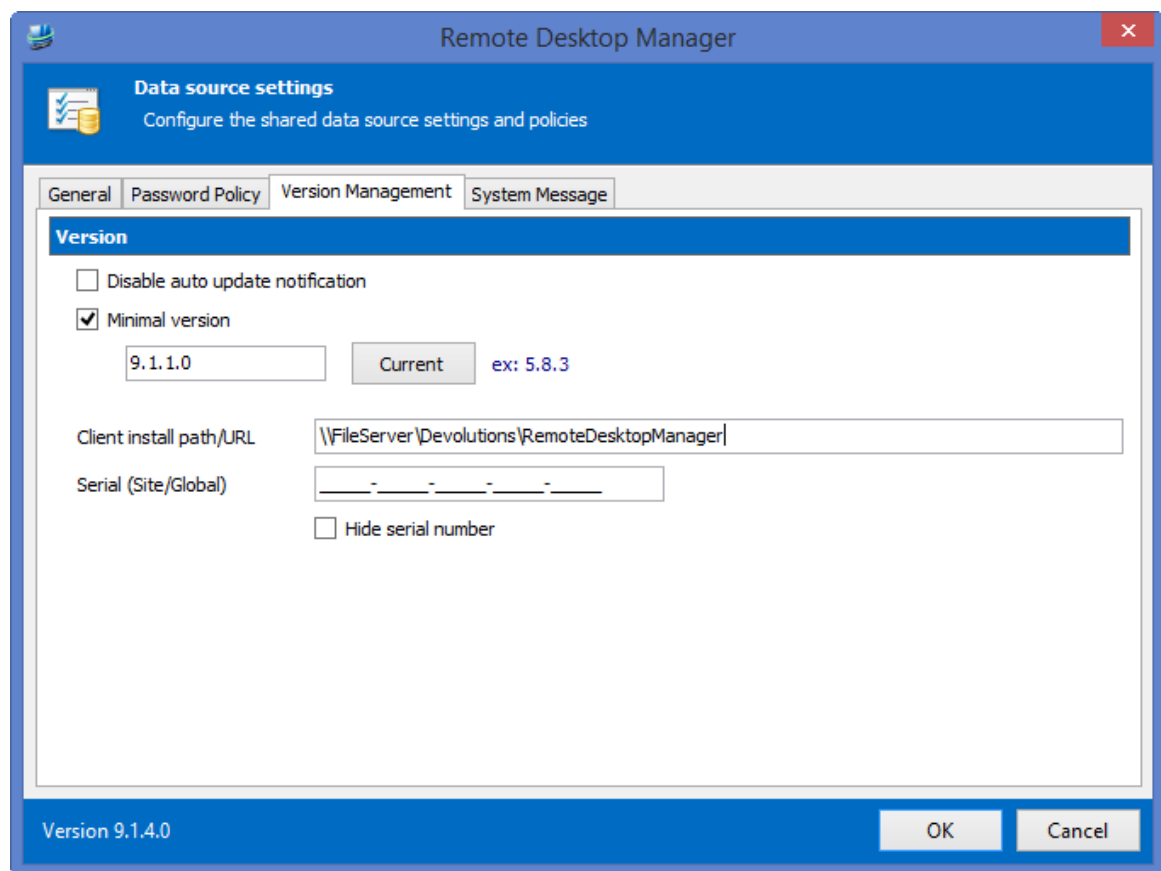 Remote Desktop Manager
Data source settings
Configure the shared data source settings and policies
General Password Policy Version Management System Message
Version
Disable auto update notification
Minimal version
9.1.1.0 Current ex: 5.8.3
Client install path/URL \\FileServer\Devolutions\RemoteDesktopManager
Serial (Site/Global) _____-_____-_____-_____-_____
Hide serial number
Version 9.1.4.0 OK Cancel